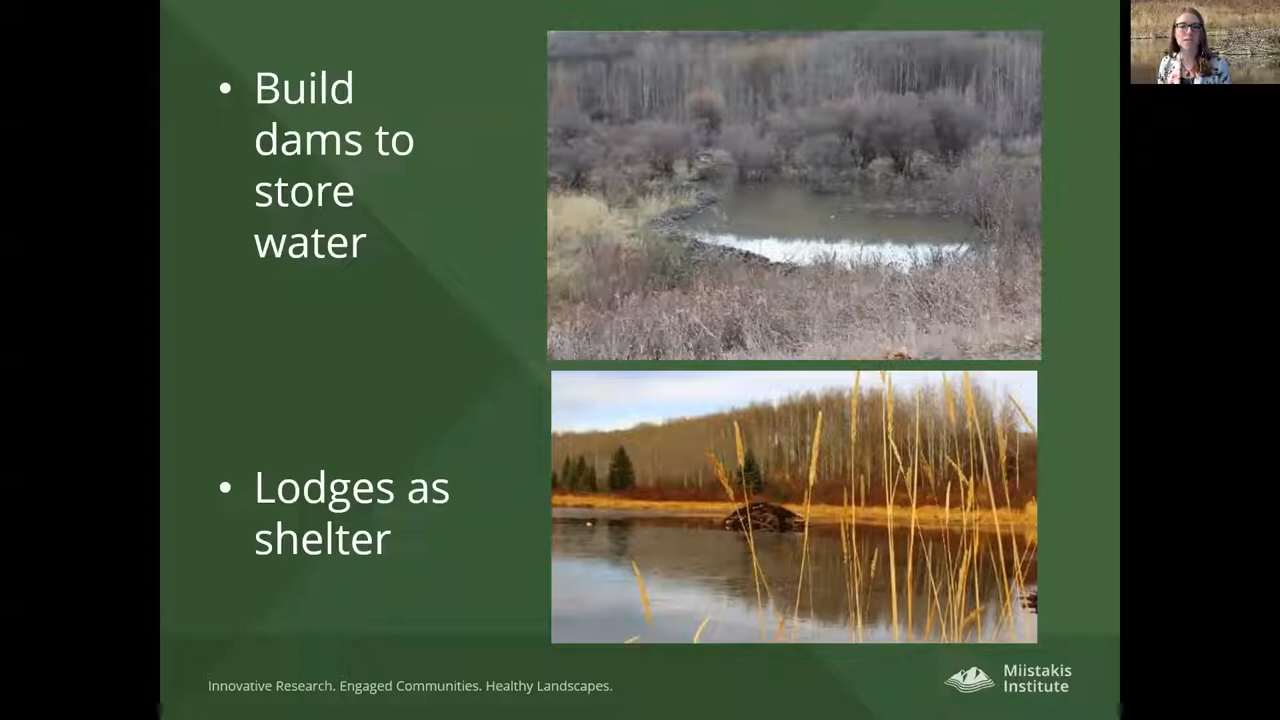 • Build
dams to
store
water
• Lodges as
shelter
Innovative Research. Engaged Communities. Healthy Landscapes.
Miistakis
Institute